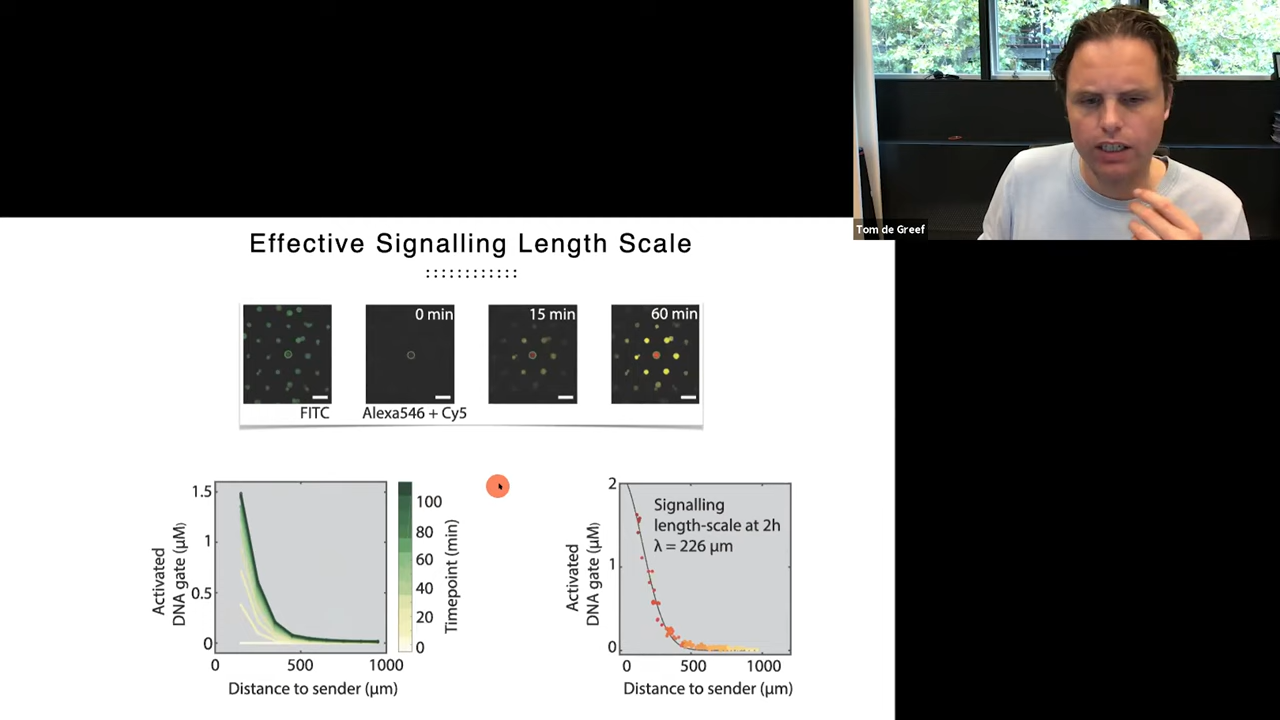 Tom de Greef
Effective Signalling Length Scale
0 min
15 min
60 min
FITC
Alexa546 + Cy5
1.5
1
0.5
0
Activated
DNA gate (µM)
0
500
1000
Distance to sender (µm)
100
80
60
40
20
0
Timepoint (min)
2
1
0
Activated
DNA gate (µM)
Signalling
length-scale at 2h
λ = 226 µm
0
500
1000
Distance to sender (µm)